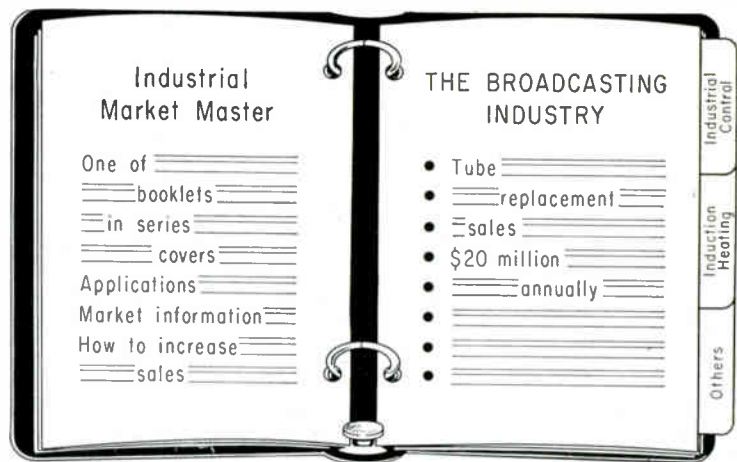 Industrial
Market Master
One of
booklets
in series
covers
Applications
Market information
How to increase
sales
THE BROADCASTING
INDUSTRY
• Tube
• replacement
• sales
• $20 million
• annually
•
•
•
Industrial
Control
Induction
Heating
Others